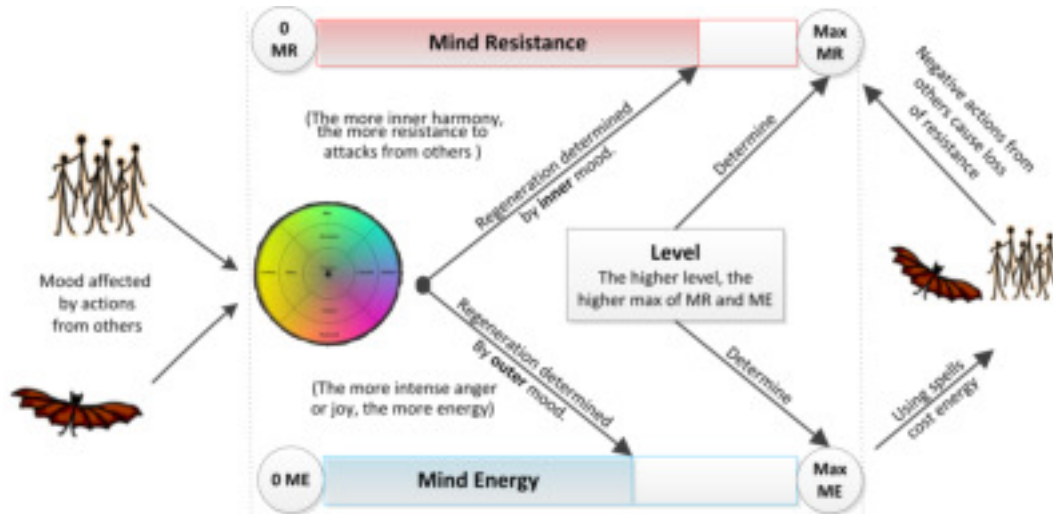 0
MR
Mind Resistance
Max
MR
(The more inner harmony,
the more resistance to
attacks from others )
Regeneration determined
by inner mood.
Determine
Negative actions from
others cause loss
of resistance
Mood affected
by actions
from others
Level
The higher level, the
higher max of MR and ME
Regeneration determined
By outer mood.
Determine
(The more intense anger
or joy, the more energy)
Using spells
cost energy
0 ME
Mind Energy
Max
ME